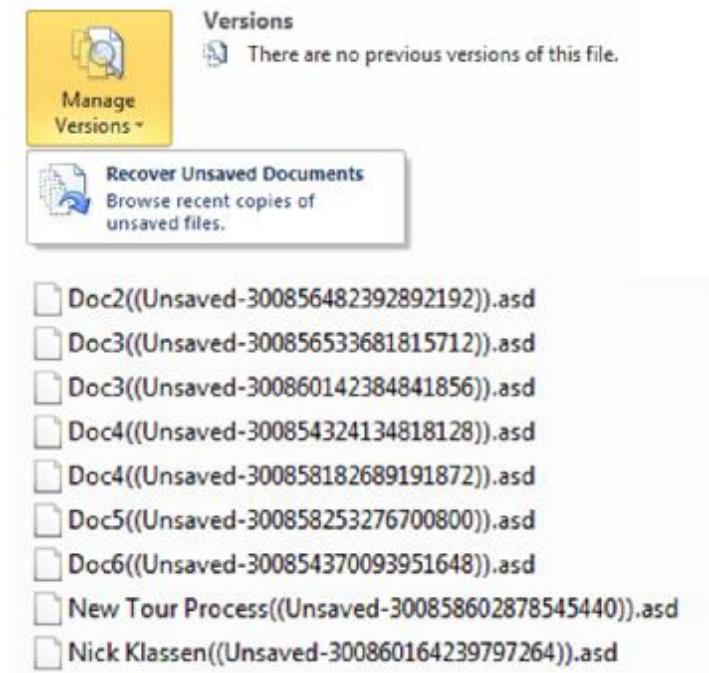 Versions
There are no previous versions of this file.
Manage
Versions
Recover Unsaved Documents
Browse recent copies of
unsaved files.
Doc2((Unsaved-300856482392892192)).asd
Doc3((Unsaved-300856533681815712)).asd
Doc3((Unsaved-300860142384841856)).asd
Doc4((Unsaved-300854324134818128)).asd
Doc4((Unsaved-300858182689191872)).asd
Doc5((Unsaved-300858253276700800)).asd
Doc6((Unsaved-300854370093951648)).asd
New Tour Process((Unsaved-300858602878545440)).asd
Nick Klassen((Unsaved-300860164239797264)).asd